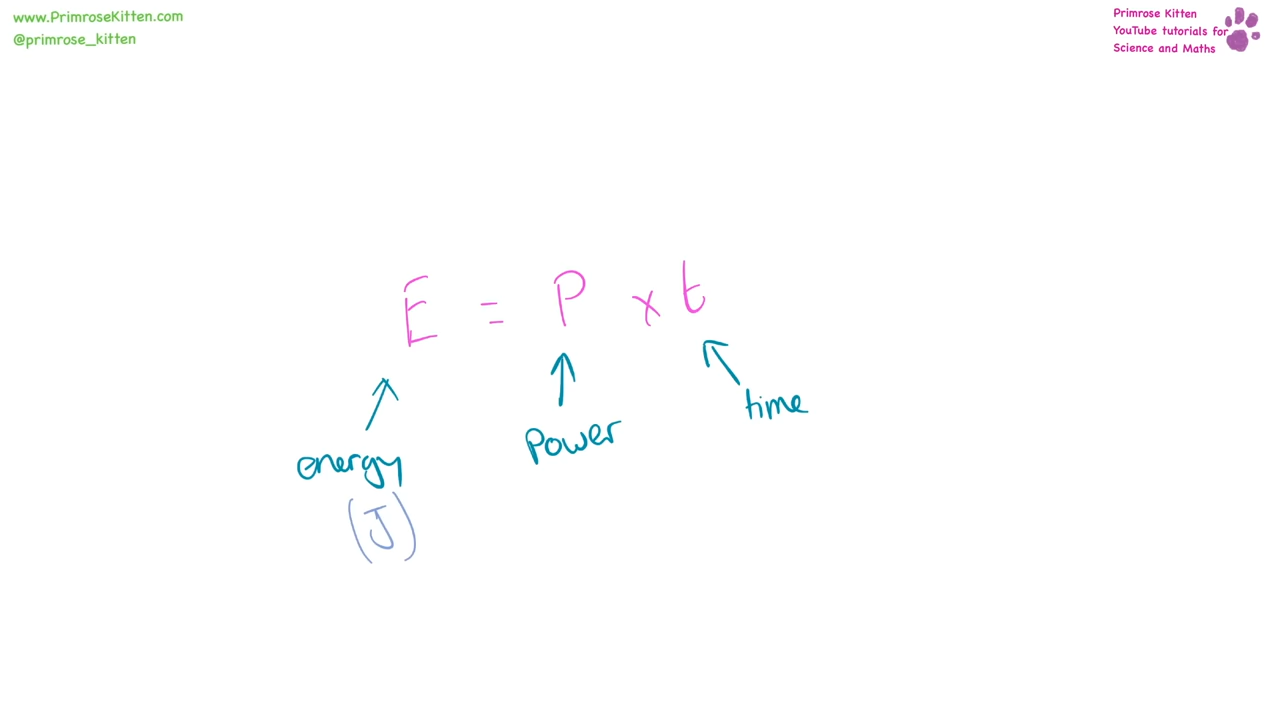 www.PrimroseKitten.com
@primrose_kitten
Primrose Kitten
YouTube tutorials for
Science and Maths
E = P x t
energy
Power
time
(J)